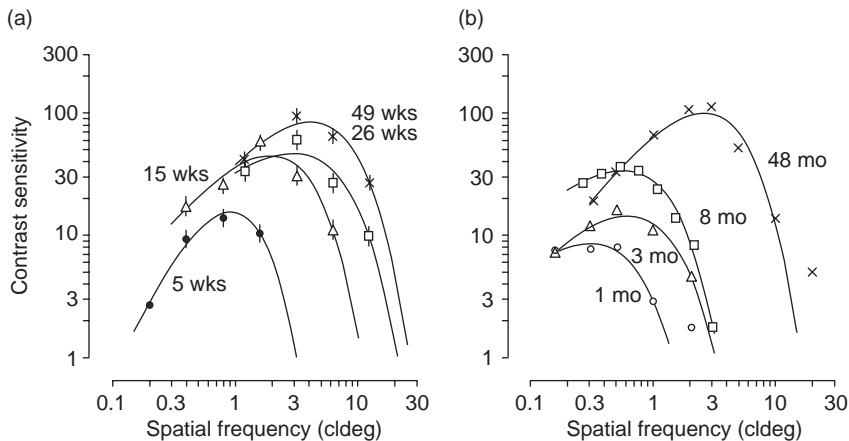 (a)
(b)
Contrast sensitivity
300
100
30
10
3
1
49 wks
26 wks
15 wks
5 wks
0.1
0.3
1
3
10
30
Spatial frequency (cldeg)
300
100
30
10
3
1
48 mo
8 mo
3 mo
1 mo
0.1
0.3
1
3
10
30
Spatial frequency (cldeg)